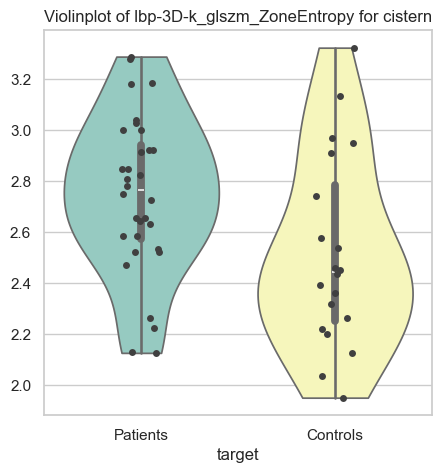 Violinplot of lbp-3D-k_glszm_ZoneEntropy for cistern
3.2
3.0
2.8
2.6
2.4
2.2
2.0
Patients
Controls
target